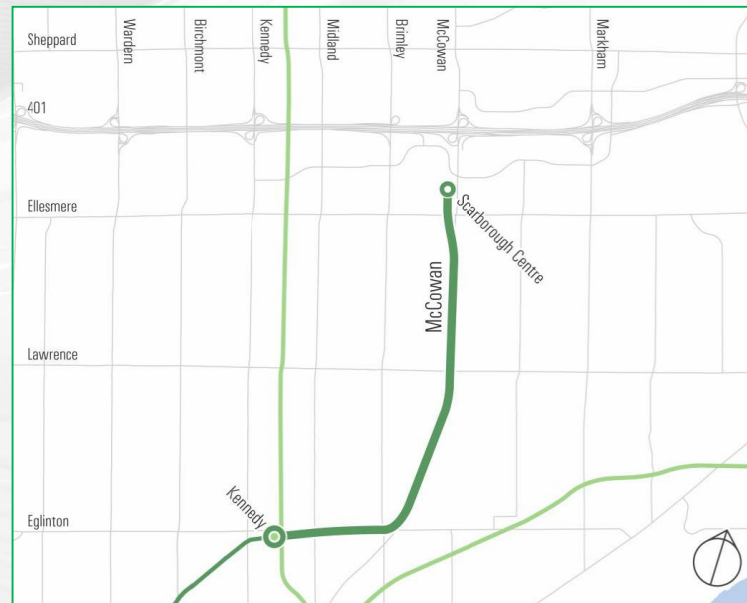 Sheppard
Wardern
Birchmont
Kennedy
Midland
Brimley
McCowan
Markham
401
Ellesmere
Scarborough Centre
McCowan
Lawrence
Kennedy
Eglinton